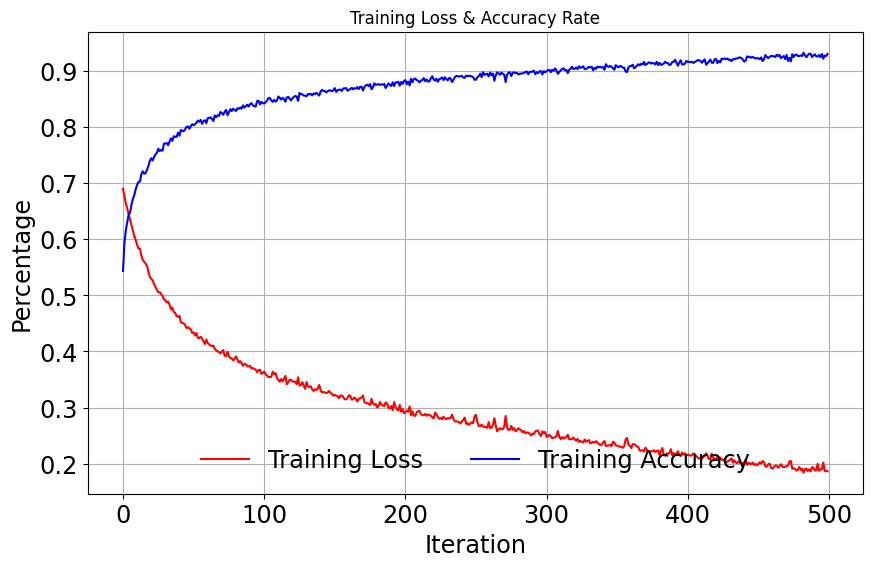 Training Loss & Accuracy Rate
Percentage
0.9
0.8
0.7
0.6
0.5
0.4
0.3
0.2
Training Loss Training Accuracy
0 100 200 300 400 500
Iteration